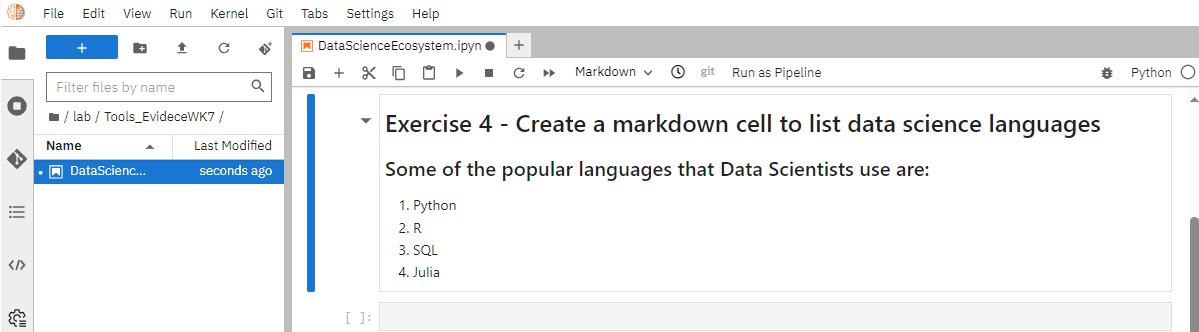 File Edit View Run Kernel Git Tabs Settings Help
+
Filter files by name
/ lab / Tools_EvideceWK7 /
Name Last Modified
DataScienc... seconds ago
DataScienceEcosystem.ipyn
Markdown git Run as Pipeline Python
Exercise 4 - Create a markdown cell to list data science languages
Some of the popular languages that Data Scientists use are:
1. Python
2. R
3. SQL
4. Julia
[ ]: